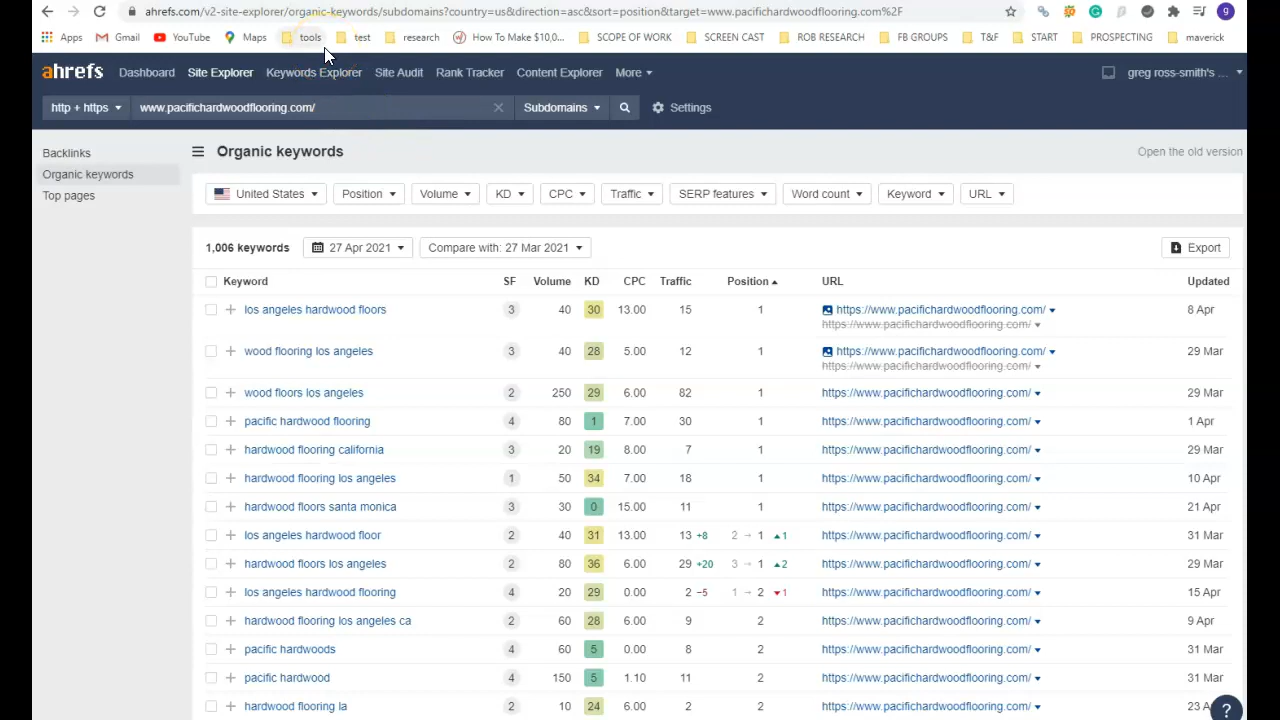 ahrefs.com/v2-site-explorer/organic-keywords/subdomains?country=us&direction=asc&sort=position&target=www.pacifichardwoodflooring.com%2F
g
Apps Gmail YouTube Maps tools test research How To Make $10,0... SCOPE OF WORK SCREEN CAST ROB RESEARCH FB GROUPS T&F START PROSPECTING maverick
ahrefs Dashboard Site Explorer Keywords Explorer Site Audit Rank Tracker Content Explorer More greg ross-smith's ...
http + https www.pacifichardwoodflooring.com/ Subdomains Settings
Backlinks
Organic keywords
Top pages
Organic keywords Open the old version
United States Position Volume KD CPC Traffic SERP features Word count Keyword URL
1,006 keywords 27 Apr 2021 Compare with: 27 Mar 2021 Export
Keyword SF Volume KD CPC Traffic Position URL Updated
los angeles hardwood floors 3 40 30 13.00 15 1 https://www.pacifichardwoodflooring.com/ 8 Apr
https://www.pacifichardwoodflooring.com/
wood flooring los angeles 3 40 28 5.00 12 1 https://www.pacifichardwoodflooring.com/ 29 Mar
https://www.pacifichardwoodflooring.com/
wood floors los angeles 2 250 29 6.00 82 1 https://www.pacifichardwoodflooring.com/ 29 Mar
pacific hardwood flooring 4 80 1 7.00 30 1 https://www.pacifichardwoodflooring.com/ 1 Apr
hardwood flooring california 3 20 19 8.00 7 1 https://www.pacifichardwoodflooring.com/ 29 Mar
hardwood flooring los angeles 1 50 34 7.00 18 1 https://www.pacifichardwoodflooring.com/ 10 Apr
hardwood floors santa monica 3 30 0 15.00 11 1 https://www.pacifichardwoodflooring.com/ 21 Apr
los angeles hardwood floor 2 40 31 13.00 13 +8 2 → 1 ▲1 https://www.pacifichardwoodflooring.com/ 31 Mar
hardwood floors los angeles 2 80 36 6.00 29 +20 3 → 1 ▲2 https://www.pacifichardwoodflooring.com/ 29 Mar
los angeles hardwood flooring 4 20 29 0.00 2 −5 1 → 2 ▼1 https://www.pacifichardwoodflooring.com/ 15 Apr
hardwood flooring los angeles ca 2 60 28 6.00 9 2 https://www.pacifichardwoodflooring.com/ 9 Apr
pacific hardwoods 4 60 5 0.00 8 2 https://www.pacifichardwoodflooring.com/ 31 Mar
pacific hardwood 4 150 5 1.10 11 2 https://www.pacifichardwoodflooring.com/ 31 Mar
hardwood flooring la 2 10 24 6.00 2 2 https://www.pacifichardwoodflooring.com/ 23
?